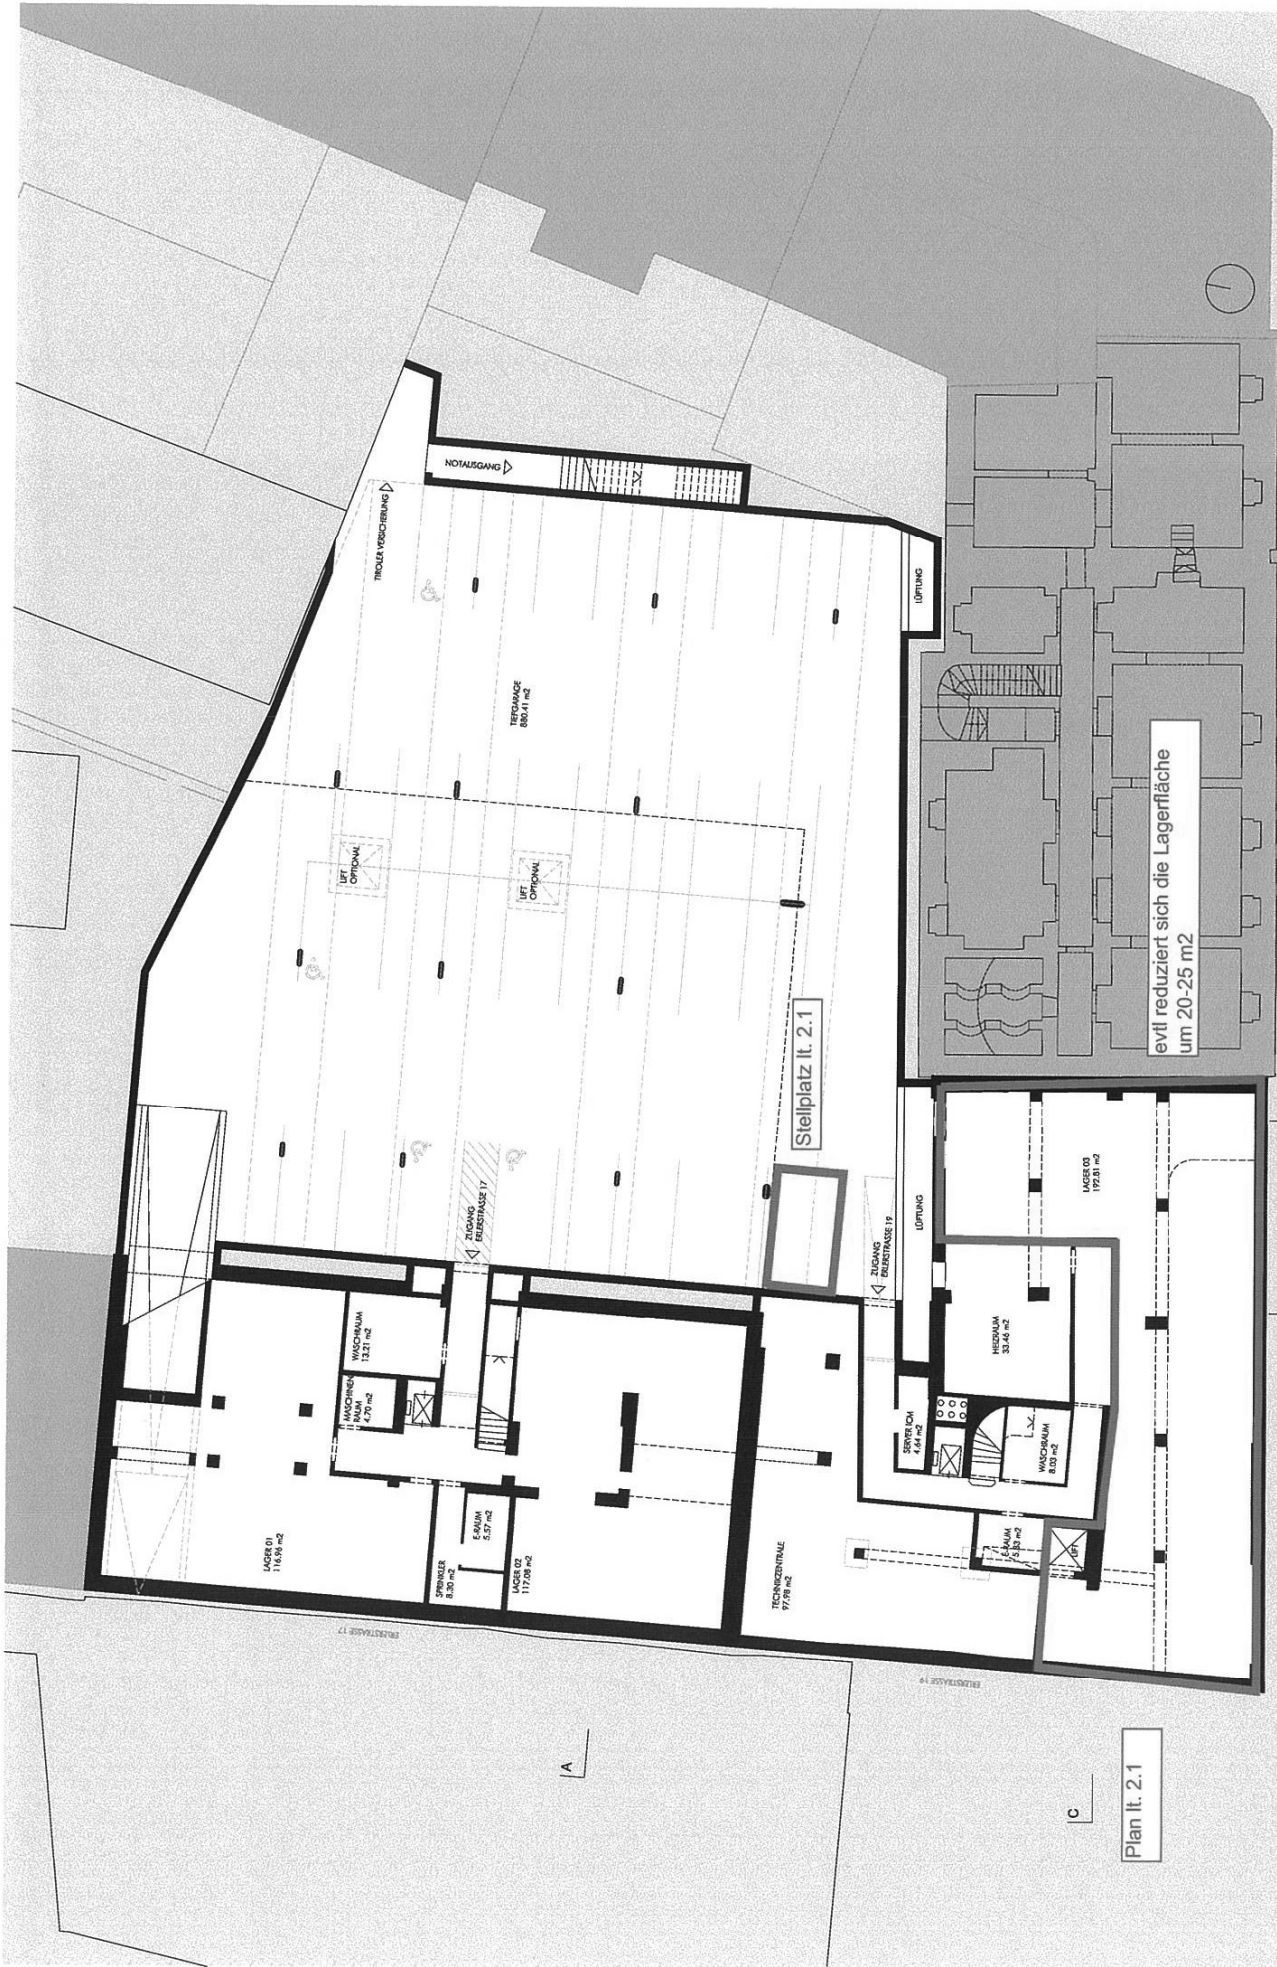 NOTAUSGANG
TIROLER VERSICHERUNG
LÜFTUNG
TIEFGARAGE
880.41 m2
LIFT
OPTIONAL
LIFT
OPTIONAL
evtl reduziert sich die Lagerfläche
um 20-25 m2
Stellplatz lt. 2.1
ZUGANG
ERLERSTRASSE 17
ZUGANG
ERLERSTRASSE 19
LÜFTUNG
LAGER 03
192.81 m2
WASCHRAUM
13.21 m2
MASCHINEN
RAUM
4.70 m2
HEIZRAUM
33.46 m2
SERVER ICM
4.64 m2
WASCHRAUM
8.03 m2
LAGER 01
116.96 m2
SPRINKLER
8.30 m2
E-RAUM
5.57 m2
LAGER 02
117.08 m2
TECHNIKZENTRALE
97.98 m2
E-RAUM
5.83 m2
LIFT
ERLERSTRASSE 17
ERLERSTRASSE 19
A
C
Plan lt. 2.1